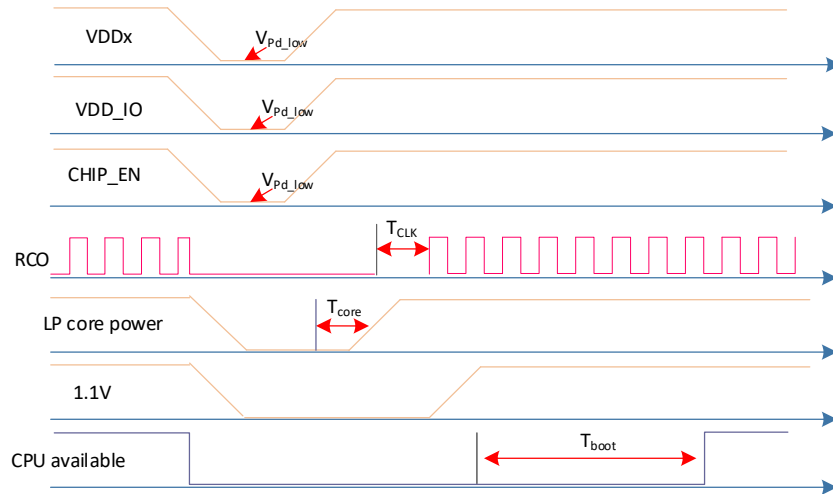 VDDx
VPd_low
VDD_IO
VPd_low
CHIP_EN
VPd_low
RCO
TCLK
LP core power
Tcore
1.1V
CPU available
Tboot